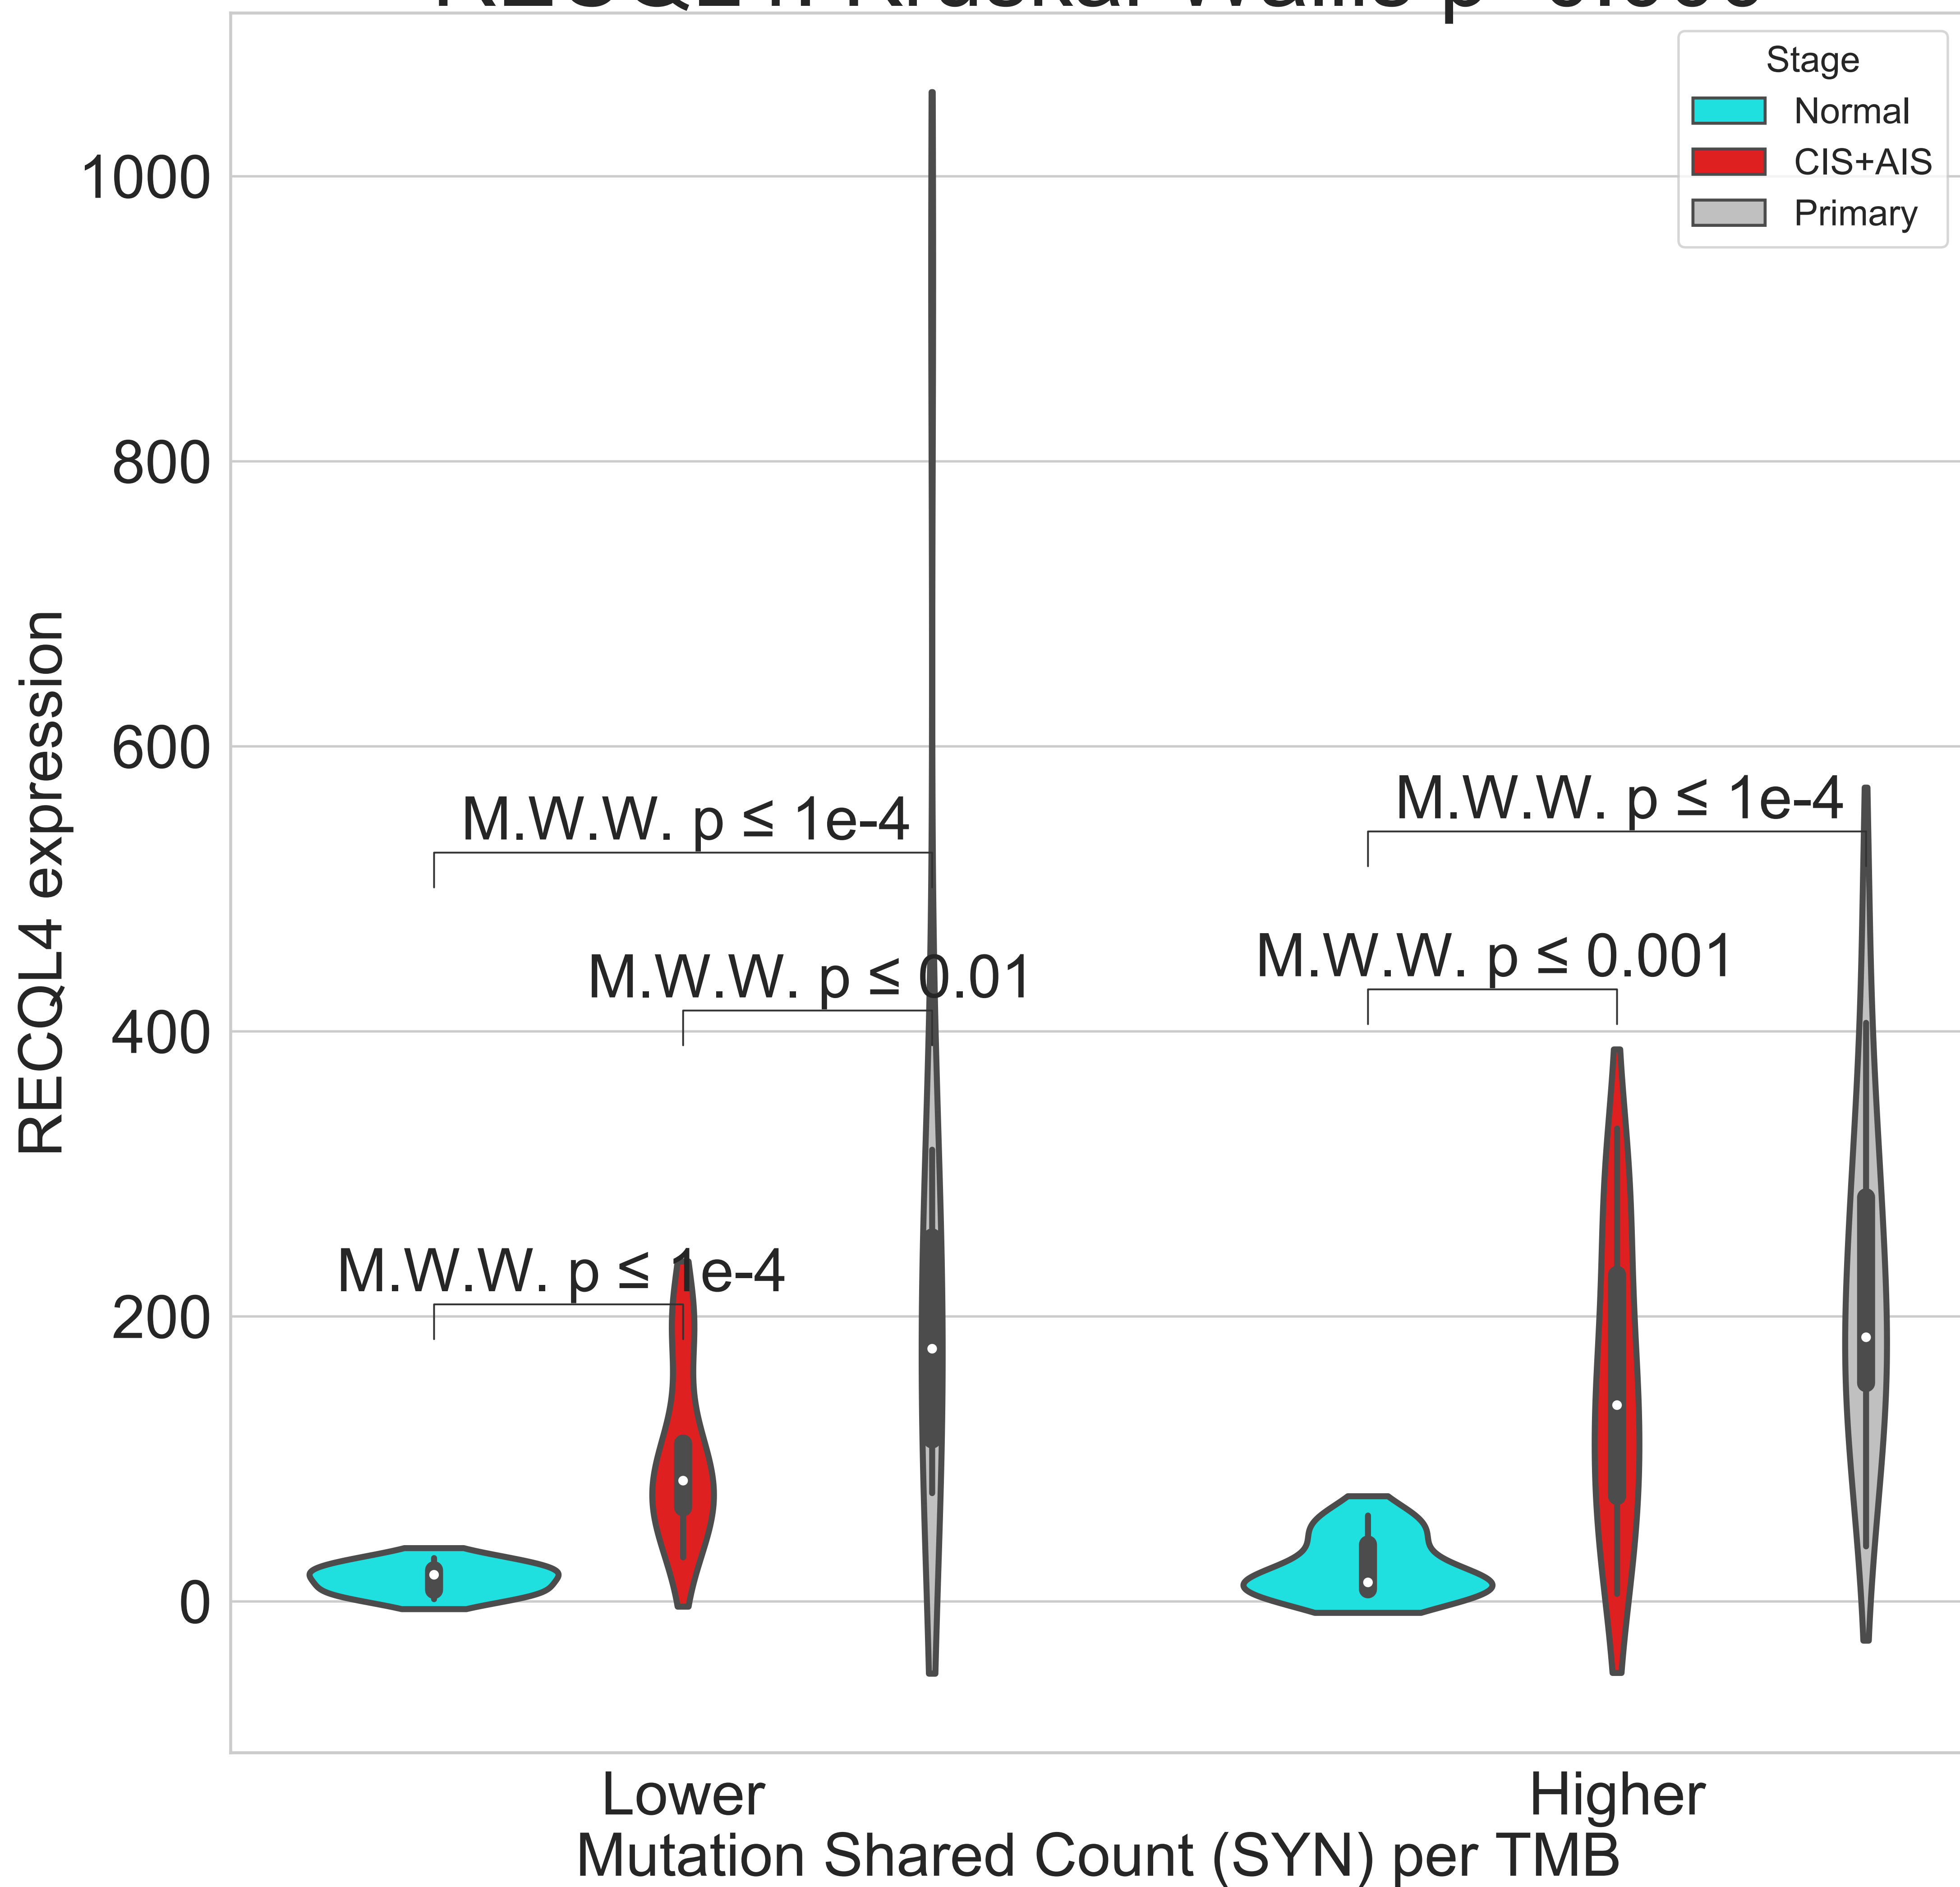 Stage
Normal
CIS+AIS
Primary
1000
800
600
400
200
0
RECQL4 expression
M.W.W. p ≤ 1e-4
M.W.W. p ≤ 1e-4
M.W.W. p ≤ 0.001
M.W.W. p ≤ 0.01
M.W.W. p ≤ 1e-4
Lower
Higher
Mutation Shared Count (SYN) per TMB